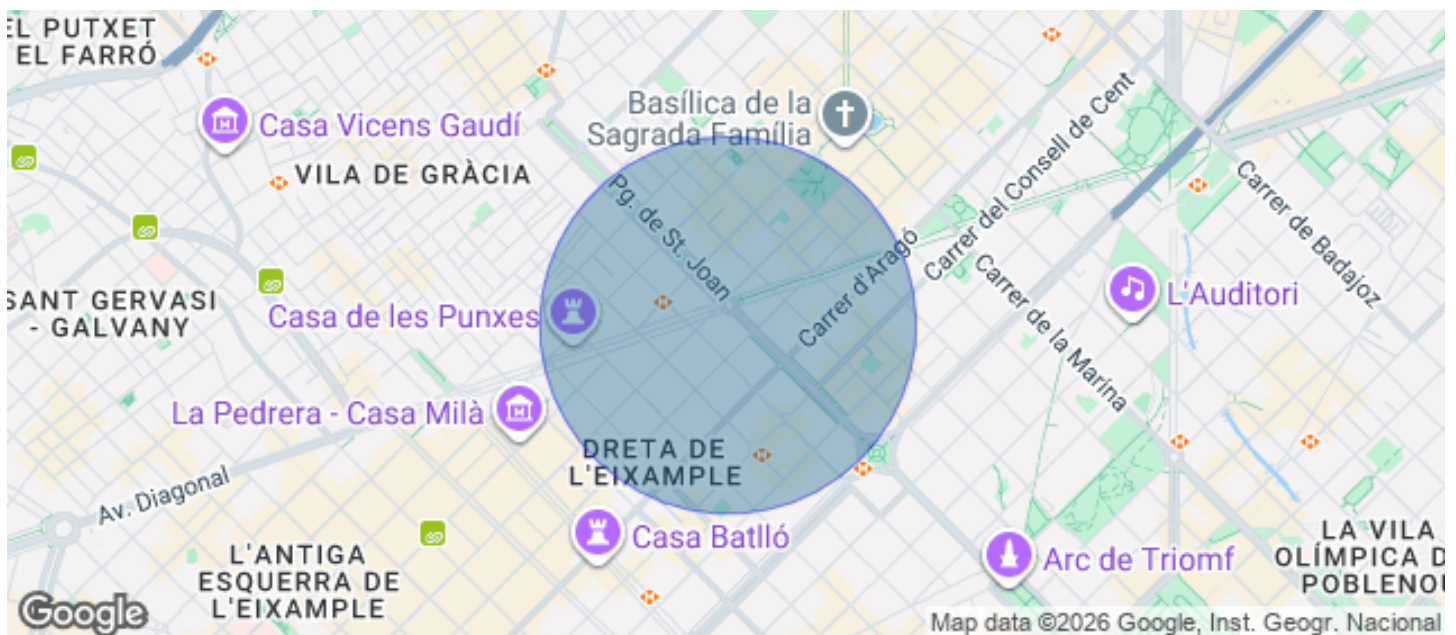 EL PUTXET
EL FARRÓ
Casa Vicens Gaudí
VILA DE GRÀCIA
Basílica de la
Sagrada Família
Pg. de St. Joan
Carrer del Consell de Cent
Carrer d'Aragó
Carrer de Badajoz
Carrer de la Marina
L'Auditori
SANT GERVASI
- GALVANY
Casa de les Punxes
La Pedrera - Casa Milà
DRETA DE
L'EIXAMPLE
Av. Diagonal
Casa Batlló
L'ANTIGA
ESQUERRA DE
L'EIXAMPLE
Arc de Triomf
LA VILA
OLÍMPICA D
POBLENOU
Google
Map data ©2026 Google, Inst. Geogr. Nacional